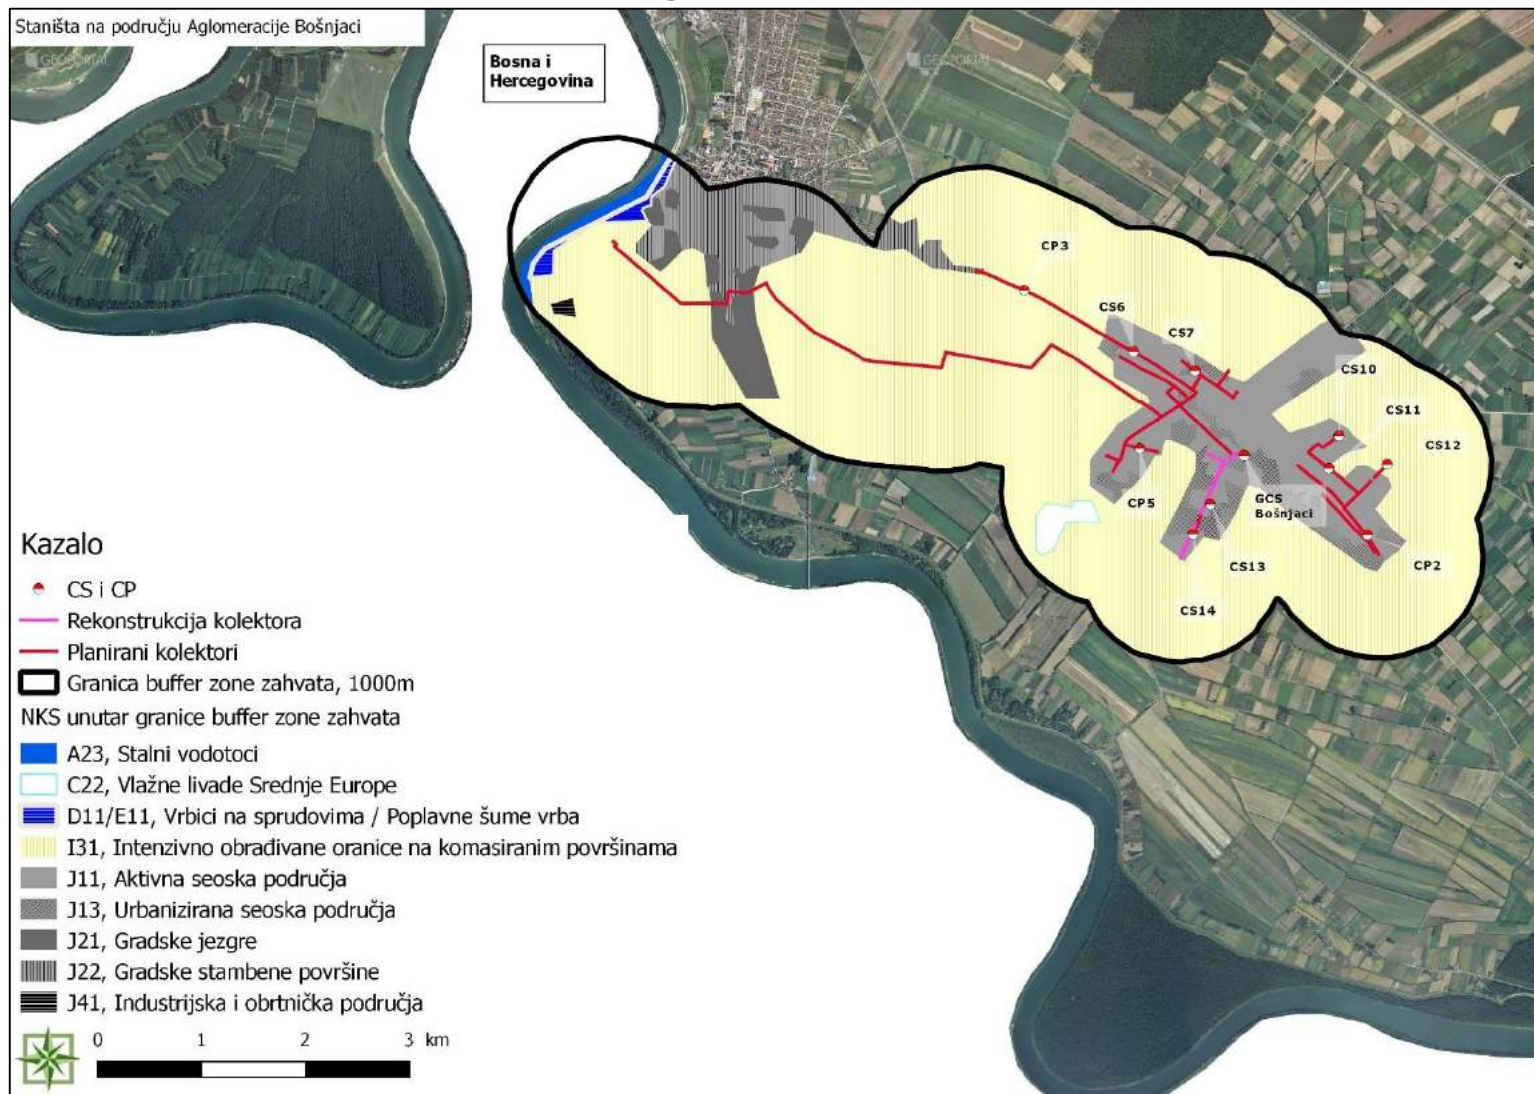 Staništa na području Aglomeracije Bošnjaci
GEOPORTAL
GEOPORTAL
Bosna i
Hercegovina
CP3
CS6
CS7
CS10
CS11
CS12
CP5
GCS
Bošnjaci
CS13
CP2
CS14
Kazalo
CS i CP
Rekonstrukcija kolektora
Planirani kolektori
Granica buffer zone zahvata, 1000m
NKS unutar granice buffer zone zahvata
A23, Stalni vodotoci
C22, Vlažne livade Srednje Europe
D11/E11, Vrbici na sprudovima / Poplavne šume vrba
I31, Intenzivno obrađivane oranice na komasiranim površinama
J11, Aktivna seoska područja
J13, Urbanizirana seoska područja
J21, Gradske jezgre
J22, Gradske stambene površine
J41, Industrijska i obrtnička područja
0 1 2 3 km